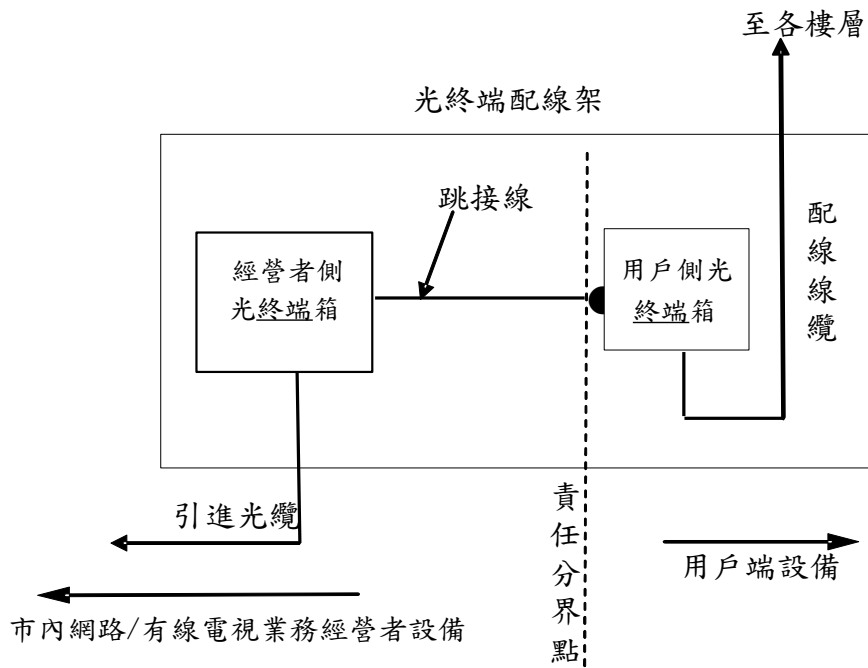 至各樓層
光終端配線架
跳接線
經營者側
光終端箱
用戶側光
終端箱
配線線纜
引進光纜
責任分界點
用戶端設備
市內網路/有線電視業務經營者設備